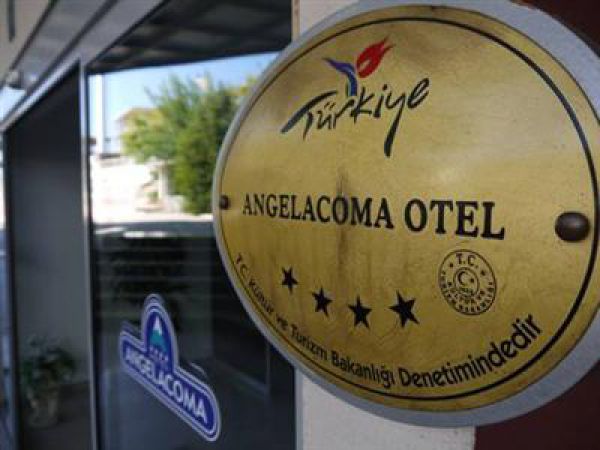 Türkiye
ANGELACOMA OTEL
T.C.
T.C. Kültür ve Turizm Bakanlığı Denetimindedir
ANGELACOMA